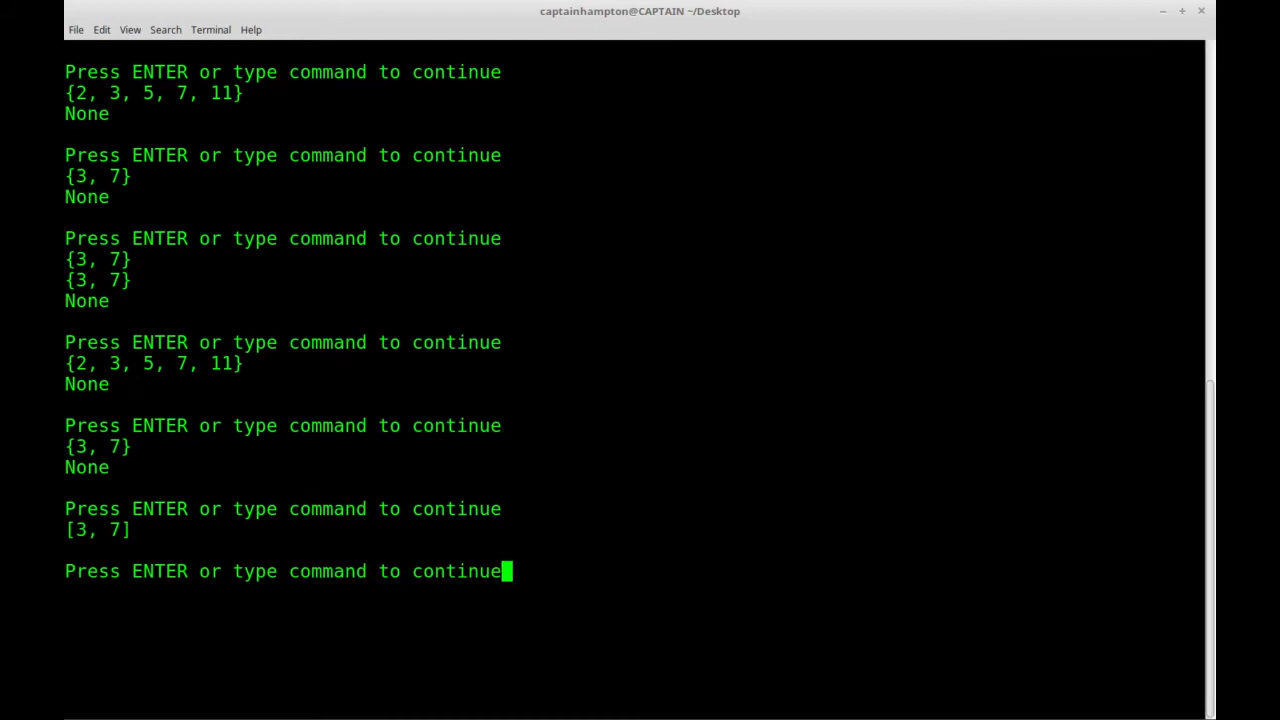 captainhampton@CAPTAIN ~/Desktop
File Edit View Search Terminal Help
Press ENTER or type command to continue
{2, 3, 5, 7, 11}
None
Press ENTER or type command to continue
{3, 7}
None
Press ENTER or type command to continue
{3, 7}
{3, 7}
None
Press ENTER or type command to continue
{2, 3, 5, 7, 11}
None
Press ENTER or type command to continue
{3, 7}
None
Press ENTER or type command to continue
[3, 7]
Press ENTER or type command to continue